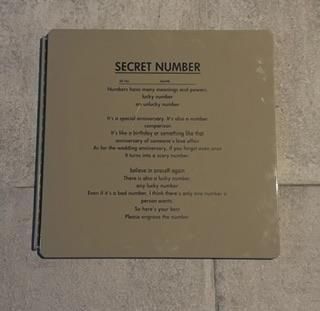 SECRET NUMBER
NAME
Numbers have many meanings and powers.
lucky number
an unlucky number
It's a special anniversary. It's also a number
comparison
It's like a birthday or something like that
anniversary of someone's love affair
As for the wedding anniversary, if you forget even once
It turns into a scary number.
believe in oneself again
There is also a lucky number.
any lucky number
Even if it's a bad number, I think there's only one number a
person wants.
So here's your best
Please engrave the number